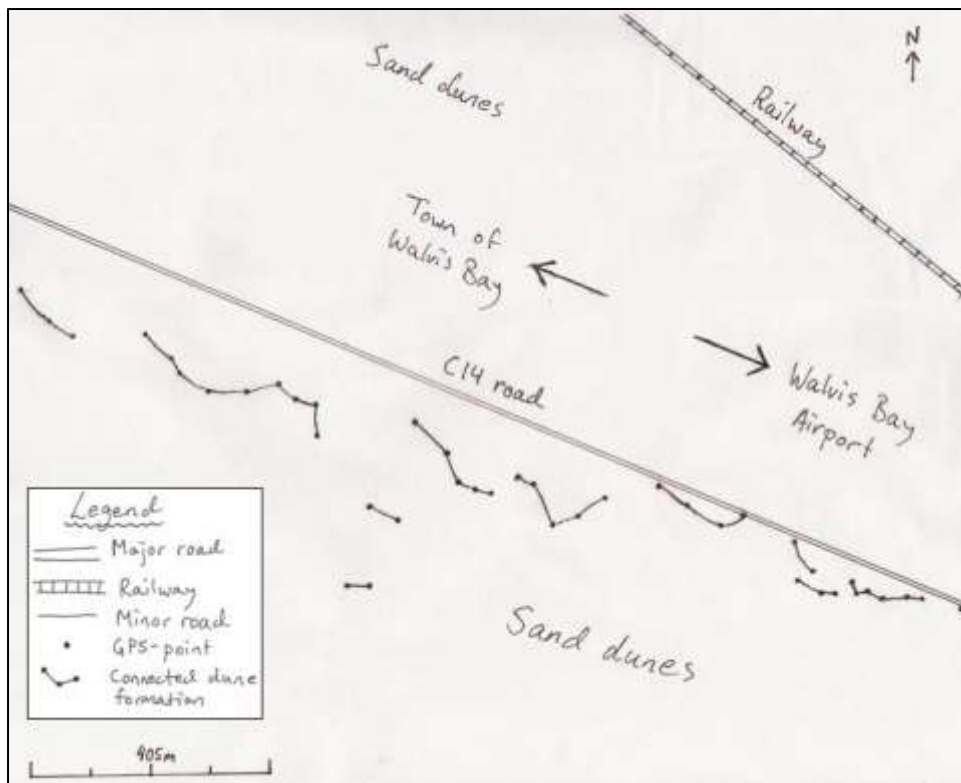 N
Sand dunes
Railway
Town of
Walvis Bay
C14 road
Walvis Bay
Airport
Legend
Major road
Railway
Minor road
GPS-point
Connected dune
formation
Sand dunes
905m